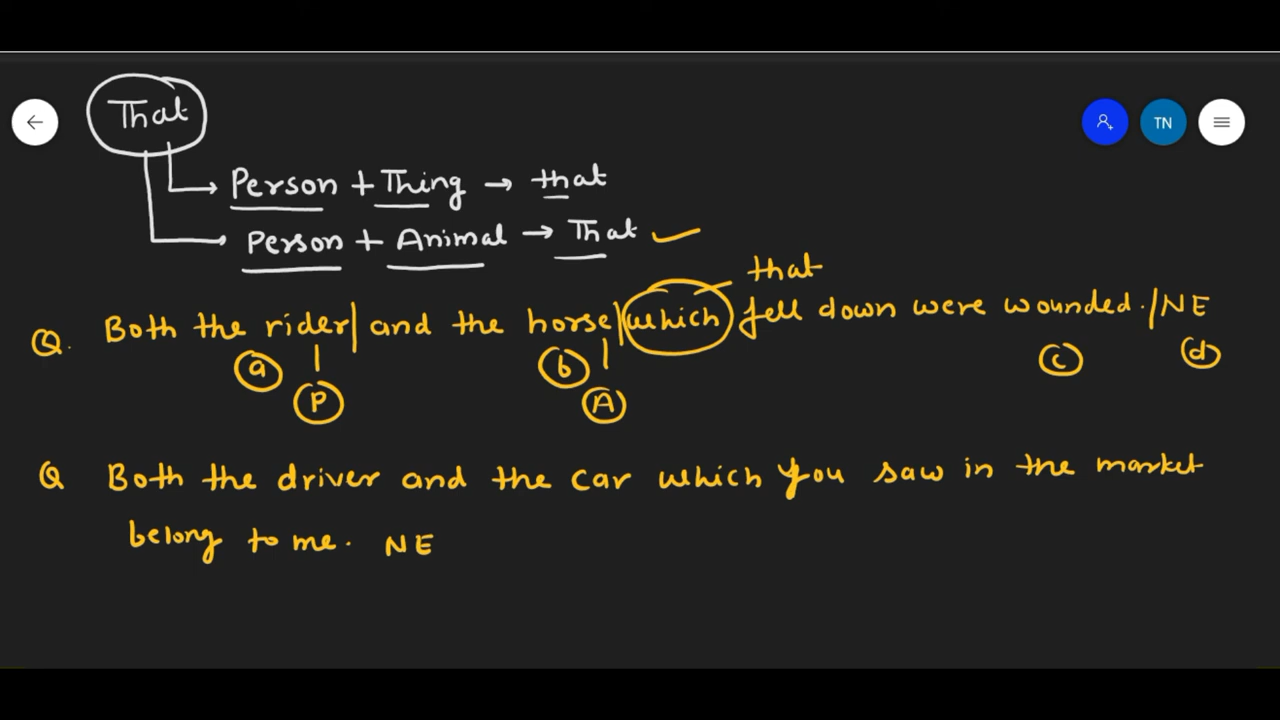 That
TN
Person + Thing → that
Person + Animal → That ✓
that
Q. Both the rider | and the horse | which fell down were wounded. / NE
a b c d
P A
Q Both the driver and the car which you saw in the market
belong to me. NE